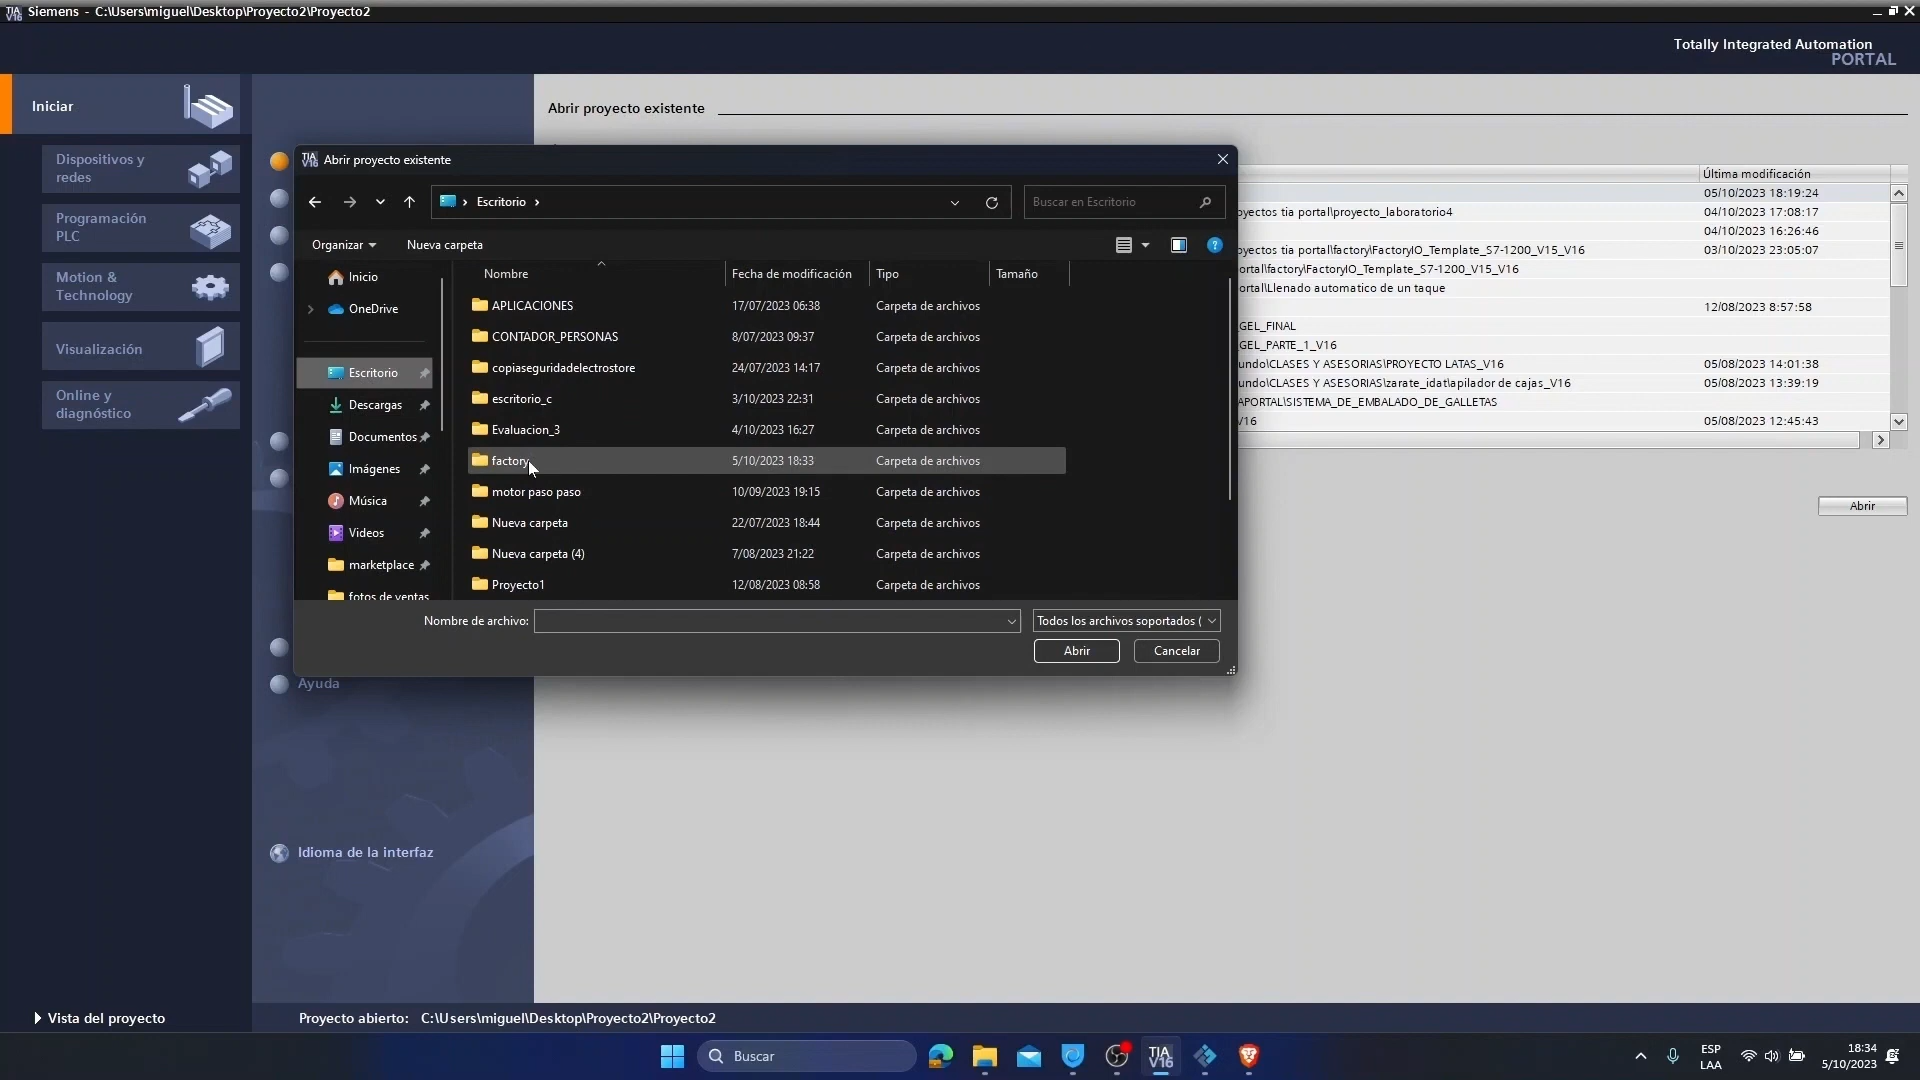 TIA V16 Siemens - C:\Users\miguel\Desktop\Proyecto2\Proyecto2
Totally Integrated Automation
PORTAL
Iniciar
Dispositivos y redes
Programación PLC
Motion & Technology
Visualización
Online y diagnóstico
Abrir proyecto existente
TIA V16 Abrir proyecto existente
Escritorio
Buscar en Escritorio
Organizar
Nueva carpeta
Inicio
OneDrive
Escritorio
Descargas
Documentos
Imágenes
Música
Videos
marketplace
fotos de ventas
Nombre Fecha de modificación Tipo Tamaño
APLICACIONES 17/07/2023 06:38 Carpeta de archivos
CONTADOR_PERSONAS 8/07/2023 09:37 Carpeta de archivos
copiaseguridadelectrostore 24/07/2023 14:17 Carpeta de archivos
escritorio_c 3/10/2023 22:31 Carpeta de archivos
Evaluacion_3 4/10/2023 16:27 Carpeta de archivos
factory 5/10/2023 18:33 Carpeta de archivos
motor paso paso 10/09/2023 19:15 Carpeta de archivos
Nueva carpeta 22/07/2023 18:44 Carpeta de archivos
Nueva carpeta (4) 7/08/2023 21:22 Carpeta de archivos
Proyecto1 12/08/2023 08:58 Carpeta de archivos
Nombre de archivo:
Todos los archivos soportados (
Abrir
Cancelar
Última modificación
05/10/2023 18:19:24
oyectos tia portal\proyecto_laboratorio4 04/10/2023 17:08:17
04/10/2023 16:26:46
oyectos tia portal\factory\FactoryIO_Template_S7-1200_V15_V16 03/10/2023 23:05:07
ortal\factory\FactoryIO_Template_S7-1200_V15_V16
ortal\Llenado automatico de un taque
12/08/2023 8:57:58
GEL_FINAL
GEL_PARTE_1_V16
undo\CLASES Y ASESORIAS\PROYECTO LATAS_V16 05/08/2023 14:01:38
undo\CLASES Y ASESORIAS\zarate_idat\apilador de cajas_V16 05/08/2023 13:39:19
APORTAL\SISTEMA_DE_EMBALADO_DE_GALLETAS
V16 05/08/2023 12:45:43
Abrir
Ayuda
Idioma de la interfaz
Vista del proyecto
Proyecto abierto: C:\Users\miguel\Desktop\Proyecto2\Proyecto2
Buscar
TIA V16
ESP
LAA
18:34
5/10/2023